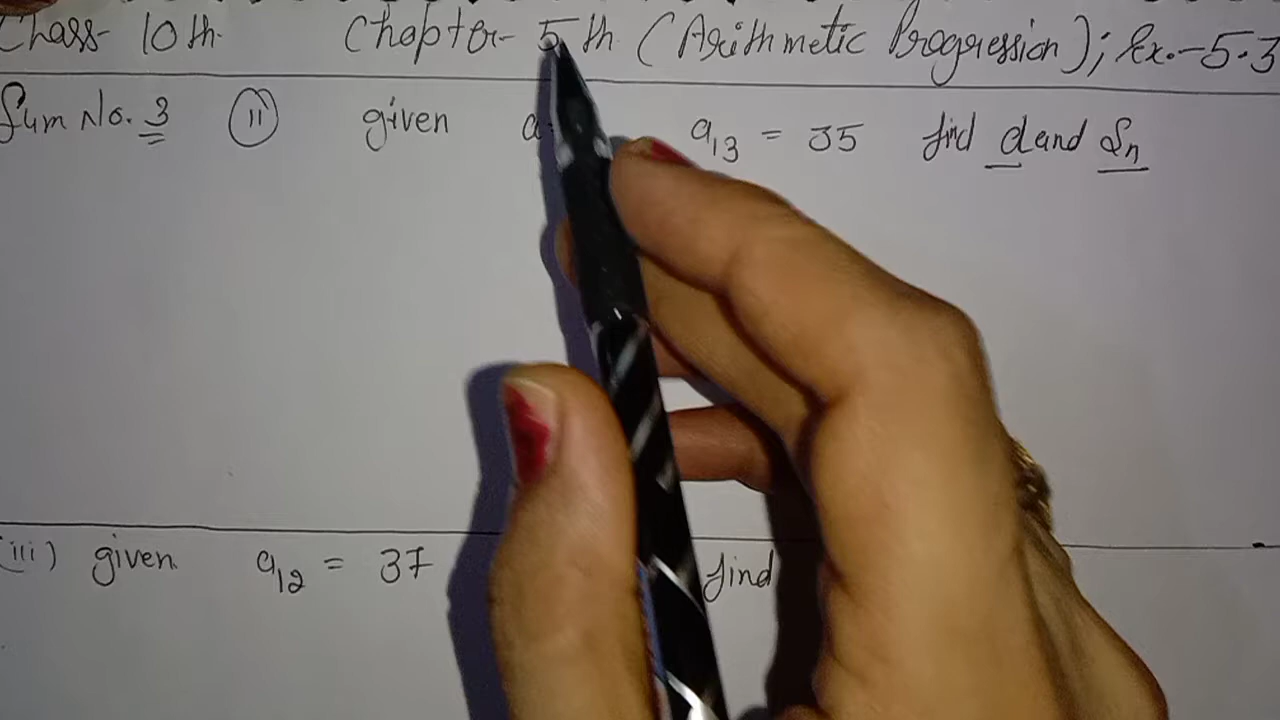 Class- 10th Chapter- 5th (Arithmetic Progression); Ex.-5.3
Sum No. 3 (ii) given a a13 = 35 find d and Sn
(iii) given a12 = 37 find